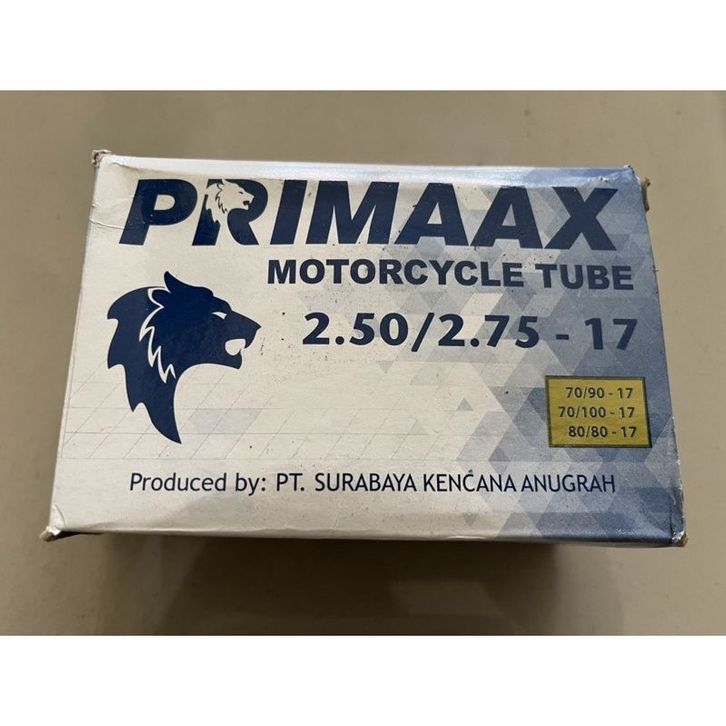 PRIMAAX
MOTORCYCLE TUBE
2.50/2.75 - 17
70/90 - 17
70/100 - 17
80/80 - 17
Produced by: PT. SURABAYA KENCANA ANUGRAH